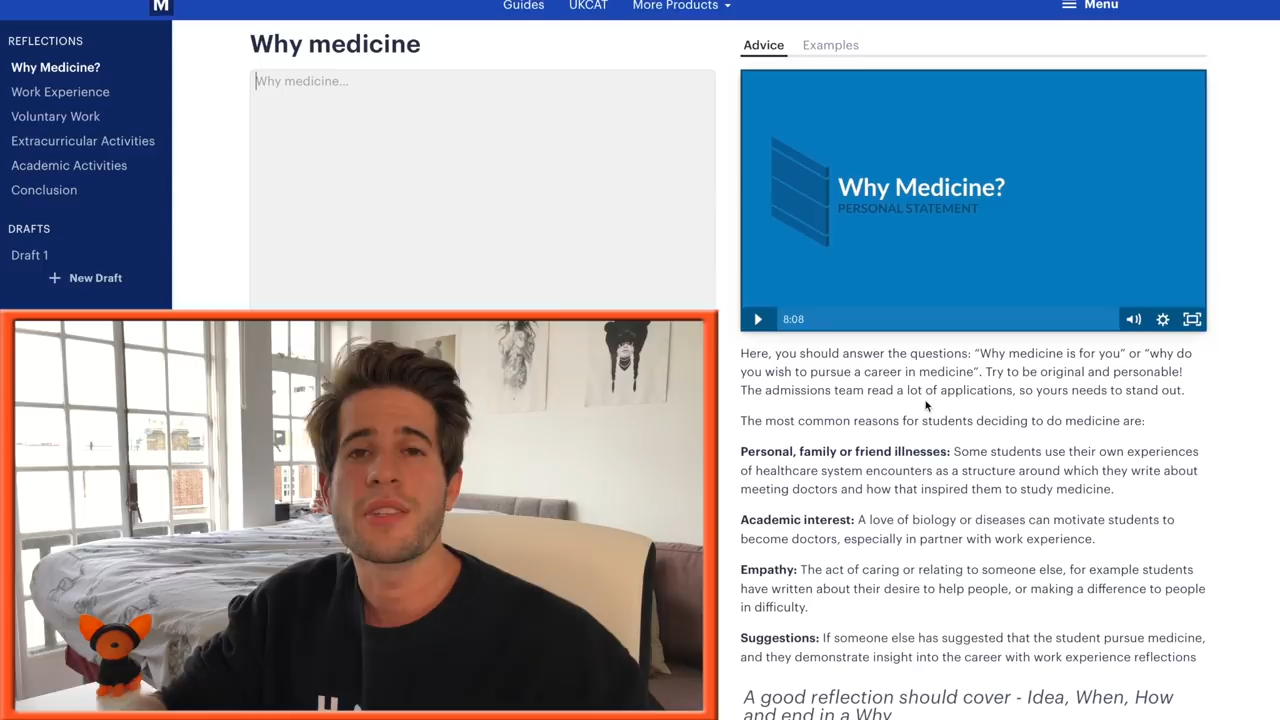 M
Guides
UKCAT
More Products
Menu
REFLECTIONS
Why Medicine?
Work Experience
Voluntary Work
Extracurricular Activities
Academic Activities
Conclusion
DRAFTS
Draft 1
+ New Draft
Why medicine
Why medicine...
Advice
Examples
Why Medicine?
PERSONAL STATEMENT
8:08
Here, you should answer the questions: “Why medicine is for you” or “why do
you wish to pursue a career in medicine”. Try to be original and personable!
The admissions team read a lot of applications, so yours needs to stand out.
The most common reasons for students deciding to do medicine are:
Personal, family or friend illnesses: Some students use their own experiences
of healthcare system encounters as a structure around which they write about
meeting doctors and how that inspired them to study medicine.
Academic interest: A love of biology or diseases can motivate students to
become doctors, especially in partner with work experience.
Empathy: The act of caring or relating to someone else, for example students
have written about their desire to help people, or making a difference to people
in difficulty.
Suggestions: If someone else has suggested that the student pursue medicine,
and they demonstrate insight into the career with work experience reflections
A good reflection should cover - Idea, When, How
and end in a Why